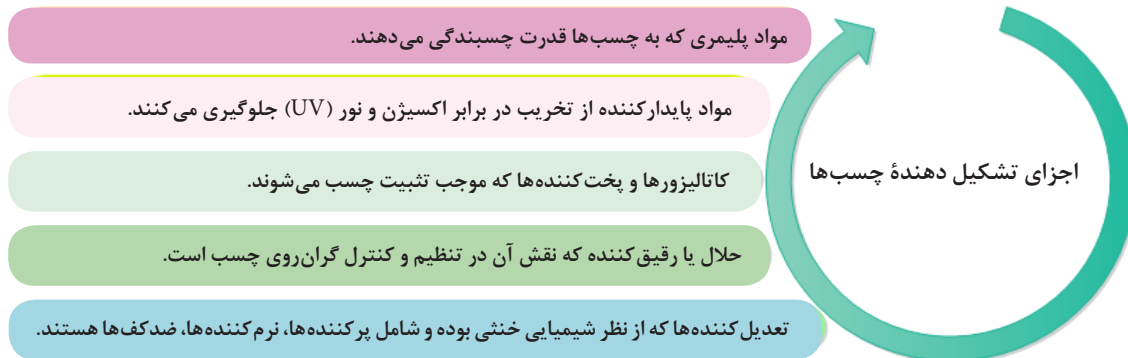 اجزای تشکیل دهندۀ چسب‌ها
مواد پلیمری که به چسب‌ها قدرت چسبندگی می‌دهند.
مواد پایدارکننده از تخریب در برابر اکسیژن و نور (UV) جلوگیری می‌کنند.
کاتالیزورها و پخت‌کننده‌ها که موجب تثبیت چسب می‌شوند.
حلال یا رقیق‌کننده که نقش آن در تنظیم و کنترل گران‌روی چسب است.
تعدیل‌کننده‌ها که از نظر شیمیایی خنثی بوده و شامل پرکننده‌ها، نرم‌کننده‌ها، ضدکف‌ها هستند.